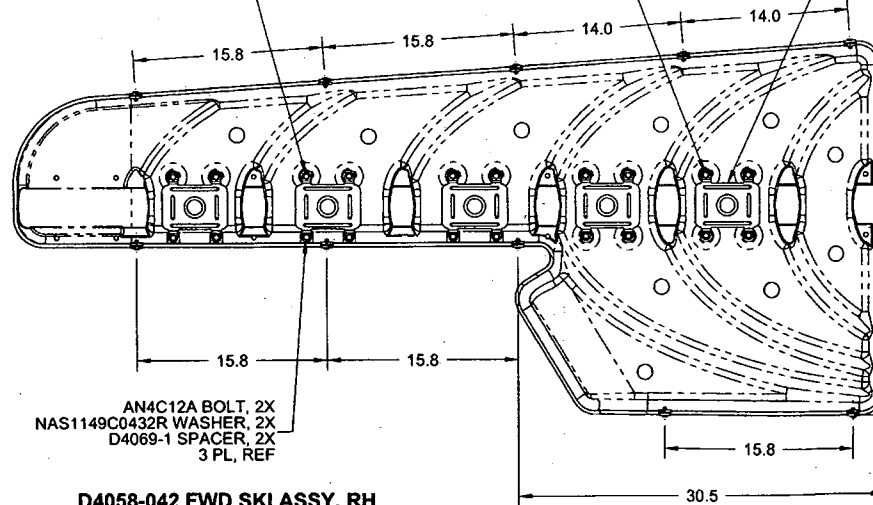 15.8
15.8
14.0
14.0
15.8
15.8
AN4C12A BOLT, 2X
NAS1149C0432R WASHER, 2X
D4069-1 SPACER, 2X
3 PL, REF
15.8
30.5
D4058-042 FWD SKI ASSY, RH